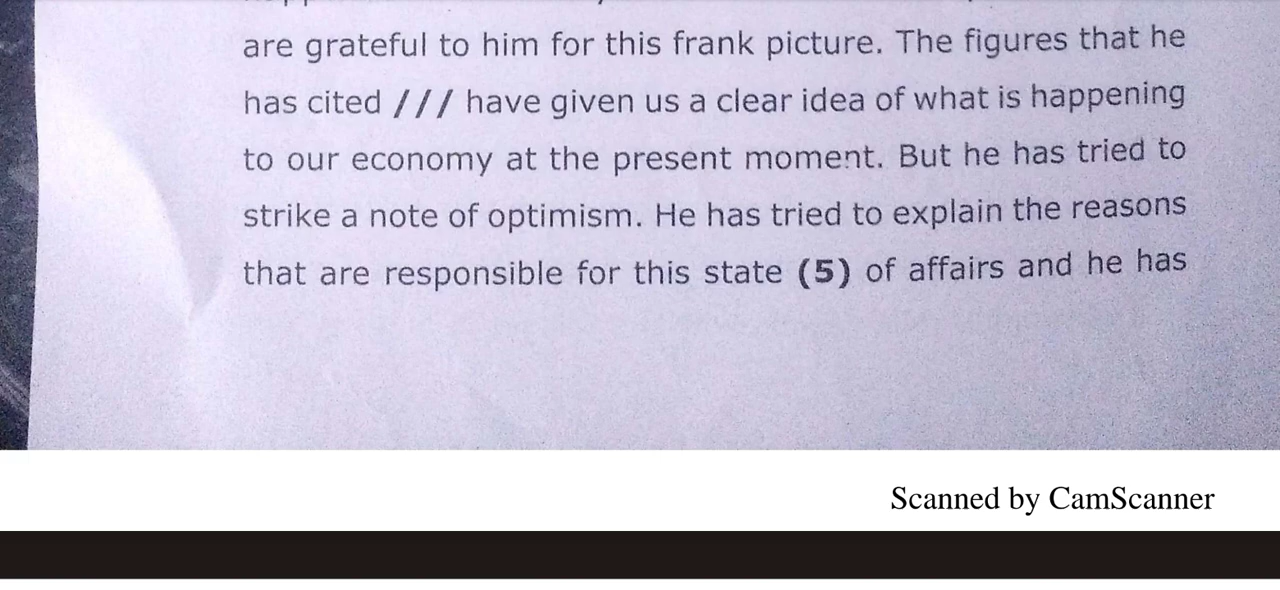 are grateful to him for this frank picture. The figures that he
has cited /// have given us a clear idea of what is happening
to our economy at the present moment. But he has tried to
strike a note of optimism. He has tried to explain the reasons
that are responsible for this state (5) of affairs and he has
Scanned by CamScanner